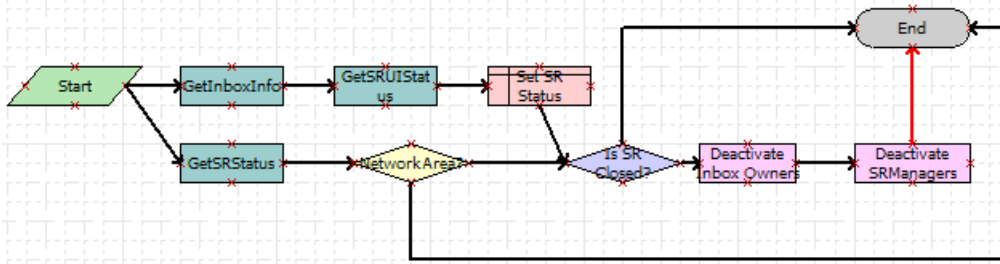 End
Start
GetInboxInfo
GetSRUIStat
us
Set SR
Status
GetSRStatus
NetworkArea?
Is SR
Closed?
Deactivate
Inbox Owners
Deactivate
SRManagers